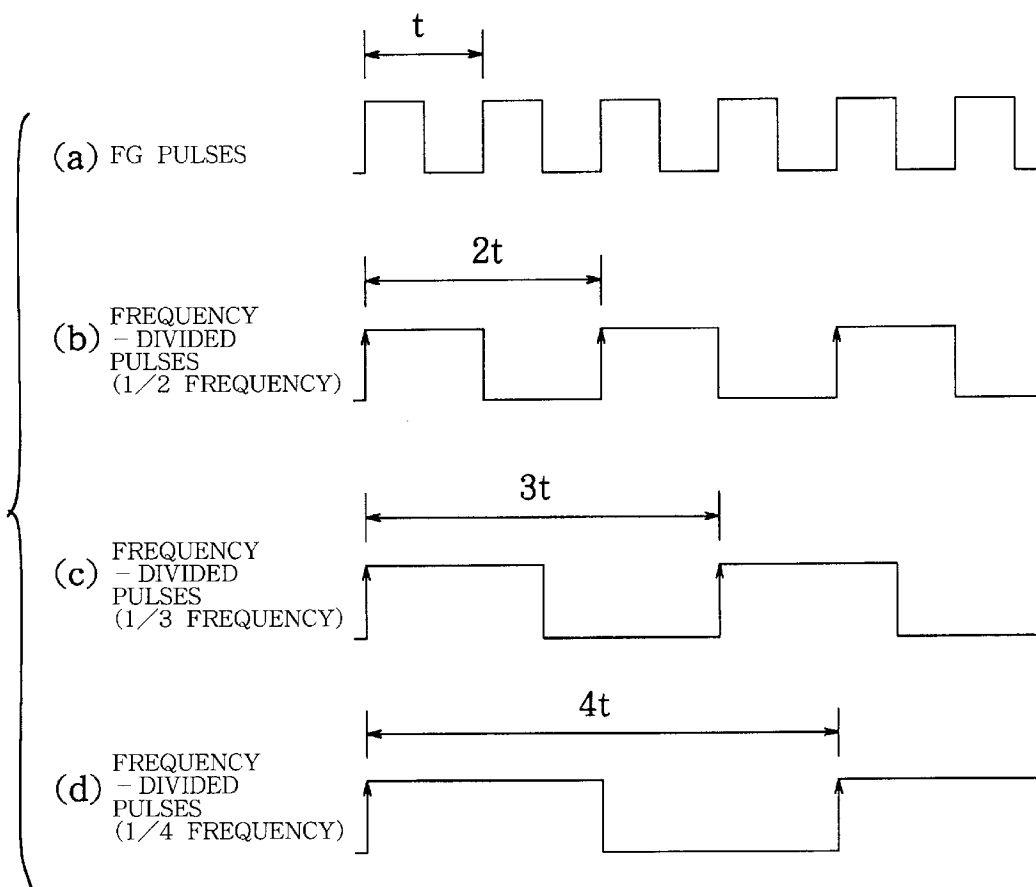 t
(a) FG PULSES
2t
(b) FREQUENCY
－DIVIDED
PULSES
(1／2 FREQUENCY)
3t
(c) FREQUENCY
－DIVIDED
PULSES
(1／3 FREQUENCY)
4t
(d) FREQUENCY
－DIVIDED
PULSES
(1／4 FREQUENCY)